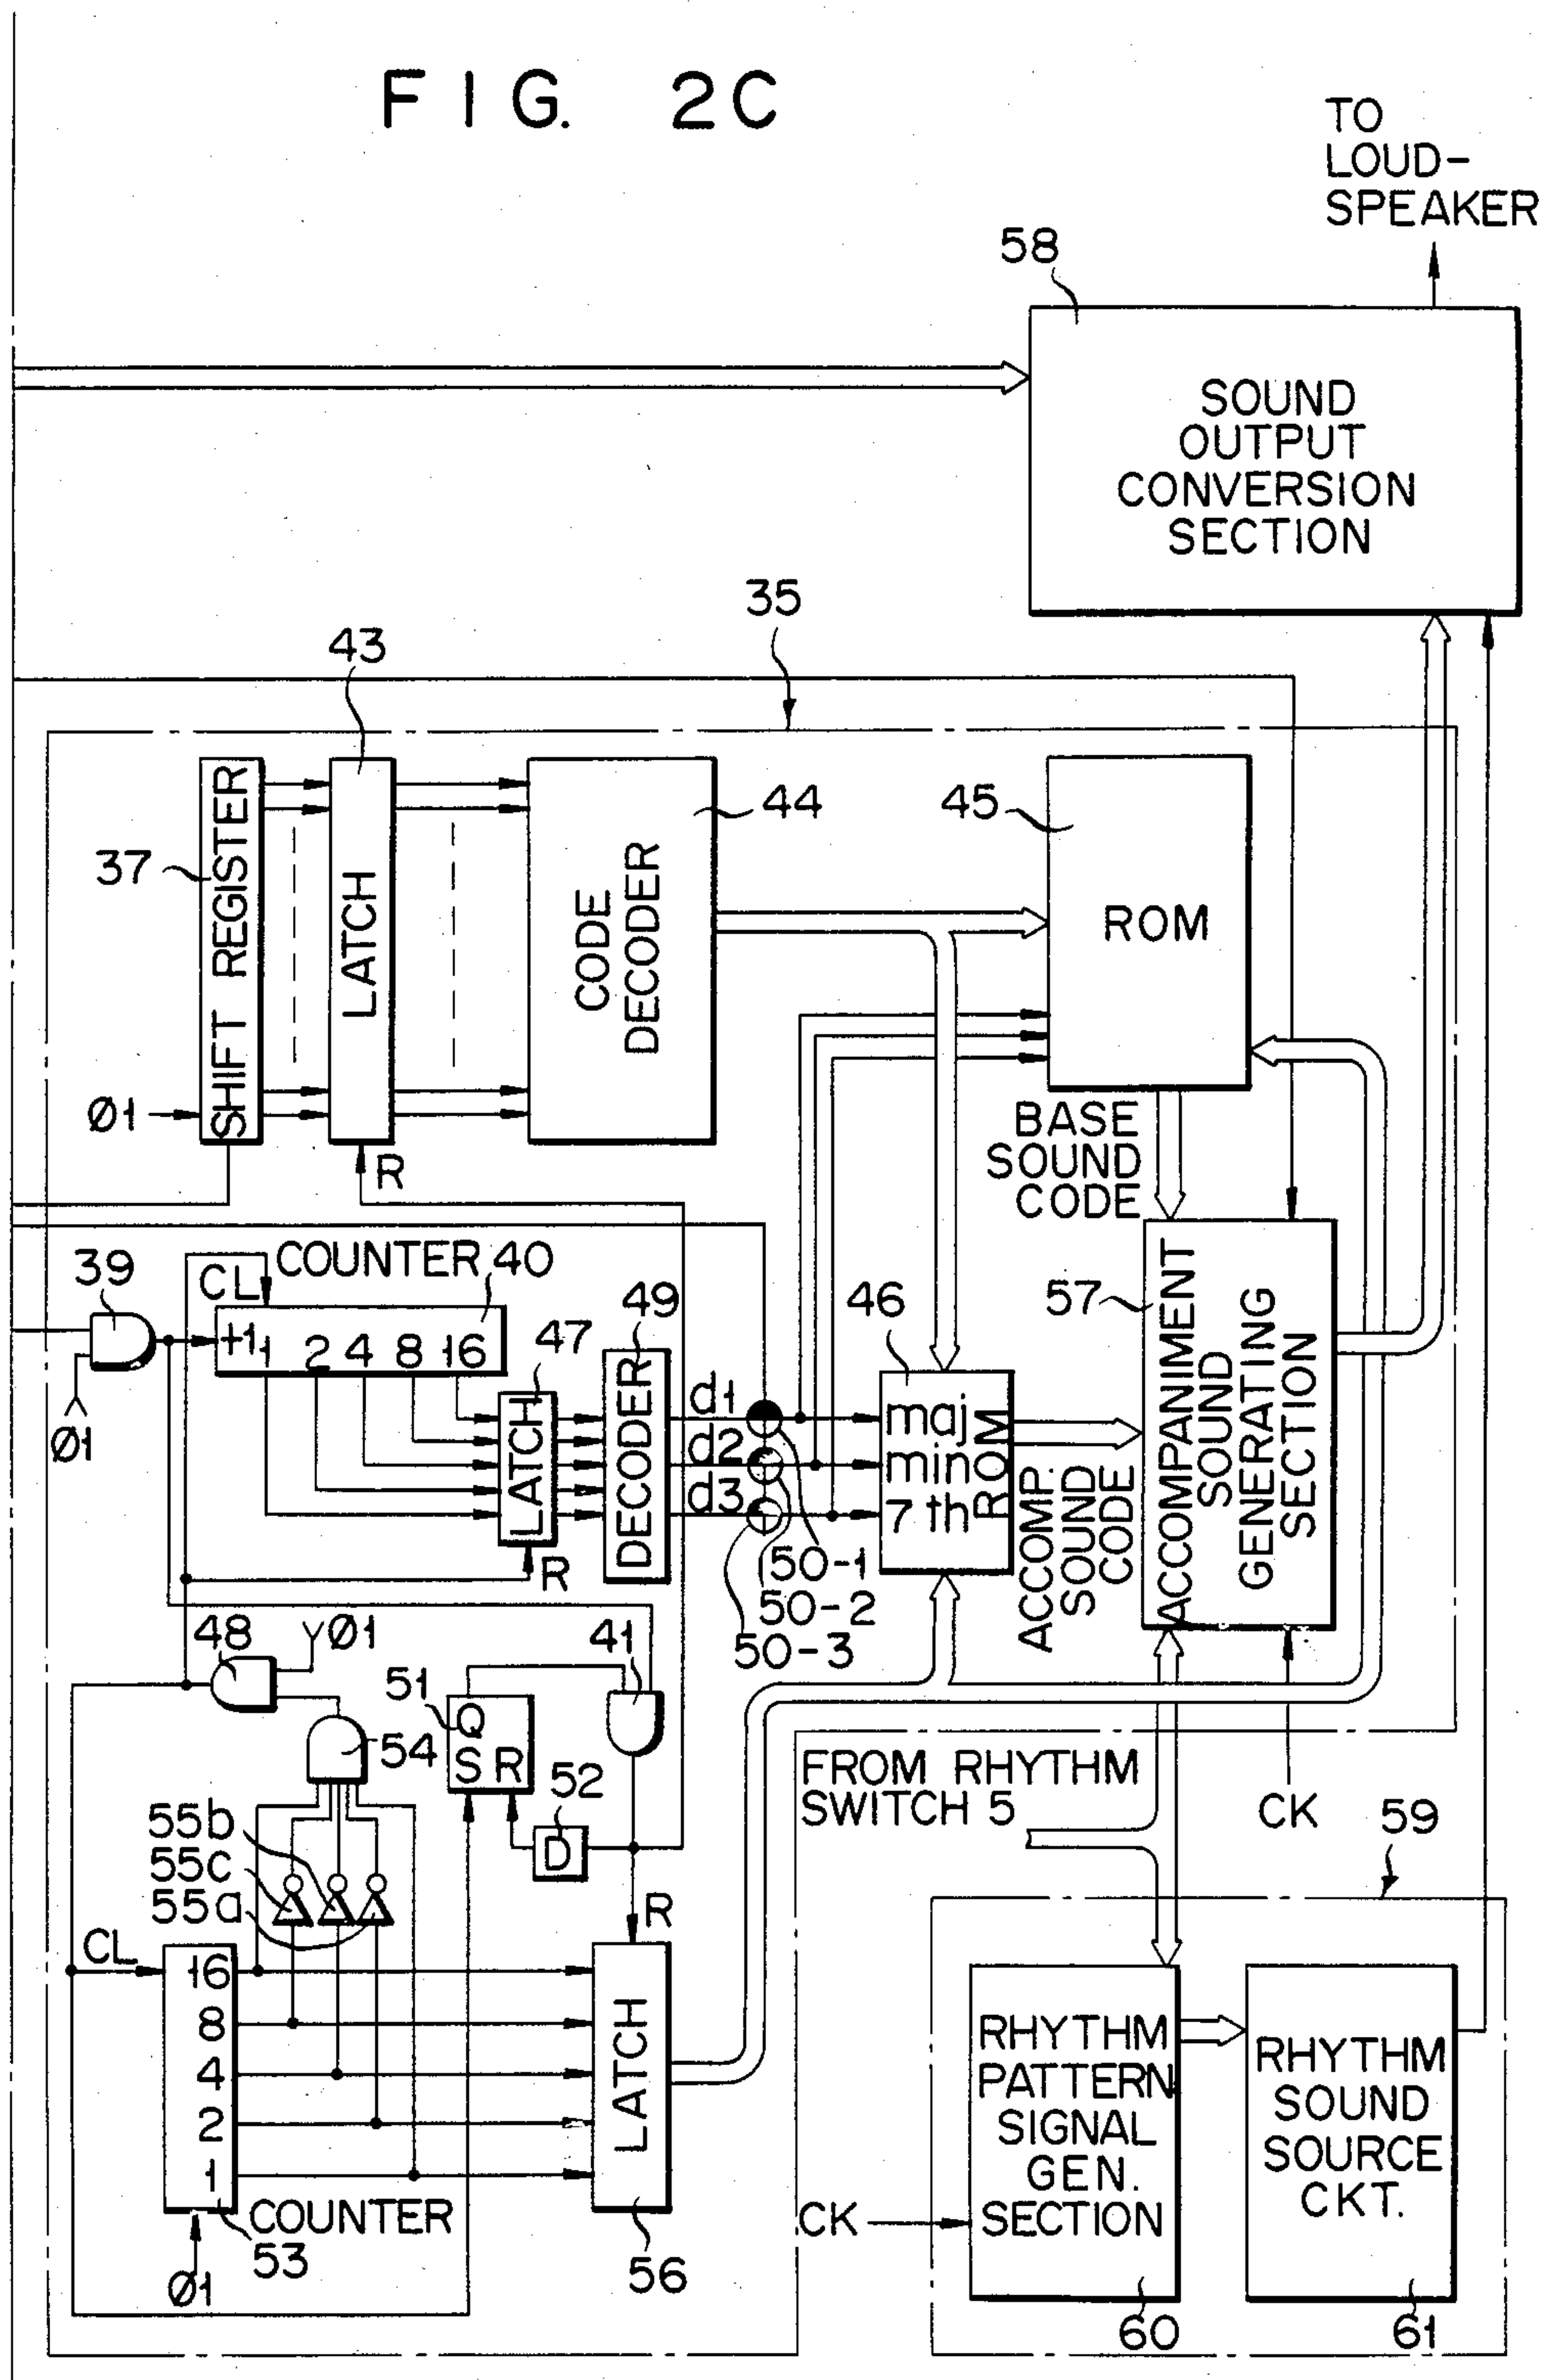 FIG. 2C
TO
LOUD-
SPEAKER
58
SOUND
OUTPUT
CONVERSION
SECTION
35
43
37
SHIFT REGISTER
LATCH
CODE
DECODER
44
45
ROM
Ø1
R
BASE
SOUND
CODE
39
CL
COUNTER 40
+1
1 2 4 8 16
Ø1
47
LATCH
R
49
DECODER
d1
d2
d3
50-1
50-2
50-3
46
maj
min
7th
ROM
ACCOMP.
SOUND
CODE
57
ACCOMPANIMENT
SOUND
GENERATING
SECTION
48
Ø1
41
51
Q
S R
52
D
54
55b
55c
55a
R
CL
16
8
4
2
1
COUNTER
53
Ø1
LATCH
56
FROM RHYTHM
SWITCH 5
CK
59
RHYTHM
PATTERN
SIGNAL
GEN.
SECTION
CK
60
RHYTHM
SOUND
SOURCE
CKT.
61